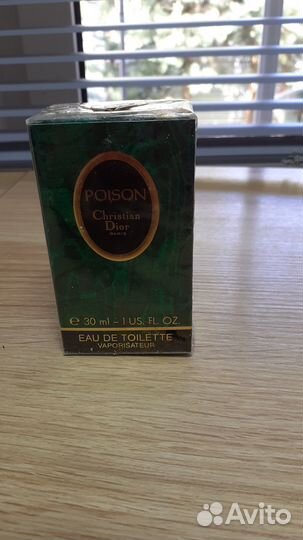 POISON
Christian
Dior
PARIS
℮ 30 ml - 1 US. FL. OZ.
EAU DE TOILETTE
VAPORISATEUR
Avito